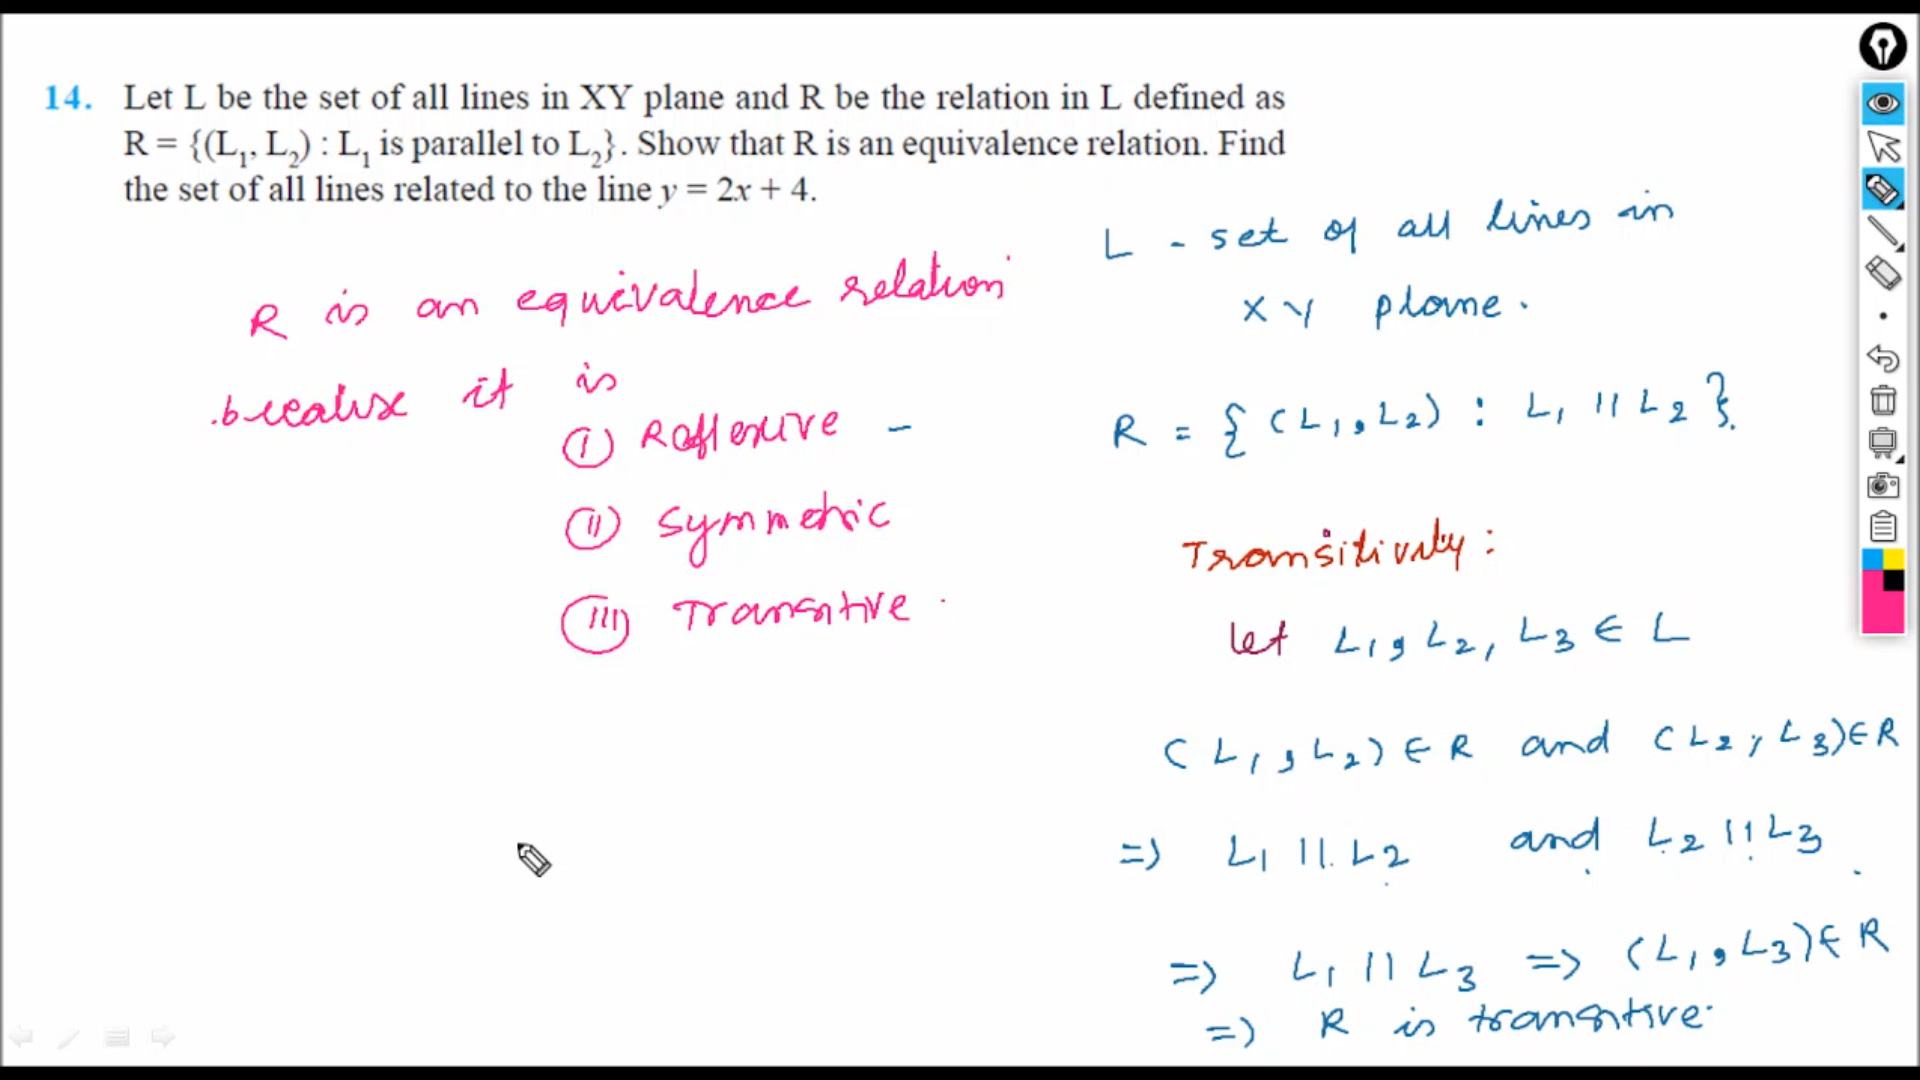 14. Let L be the set of all lines in XY plane and R be the relation in L defined as
R = {(L₁, L₂) : L₁ is parallel to L₂}. Show that R is an equivalence relation. Find
the set of all lines related to the line y = 2x + 4.
R is an equivalence relation
because it is
(I) Reflexive -
(II) Symmetric
(III) Transitive.
L - set of all lines in
XY plane.
R = {(L₁, L₂) : L₁ || L₂}.
Transitivity:
let L₁, L₂, L₃ ∈ L
(L₁, L₂) ∈ R and (L₂, L₃) ∈ R
=> L₁ || L₂ and L₂ || L₃.
=> L₁ || L₃ => (L₁, L₃) ∈ R
=> R is transitive.